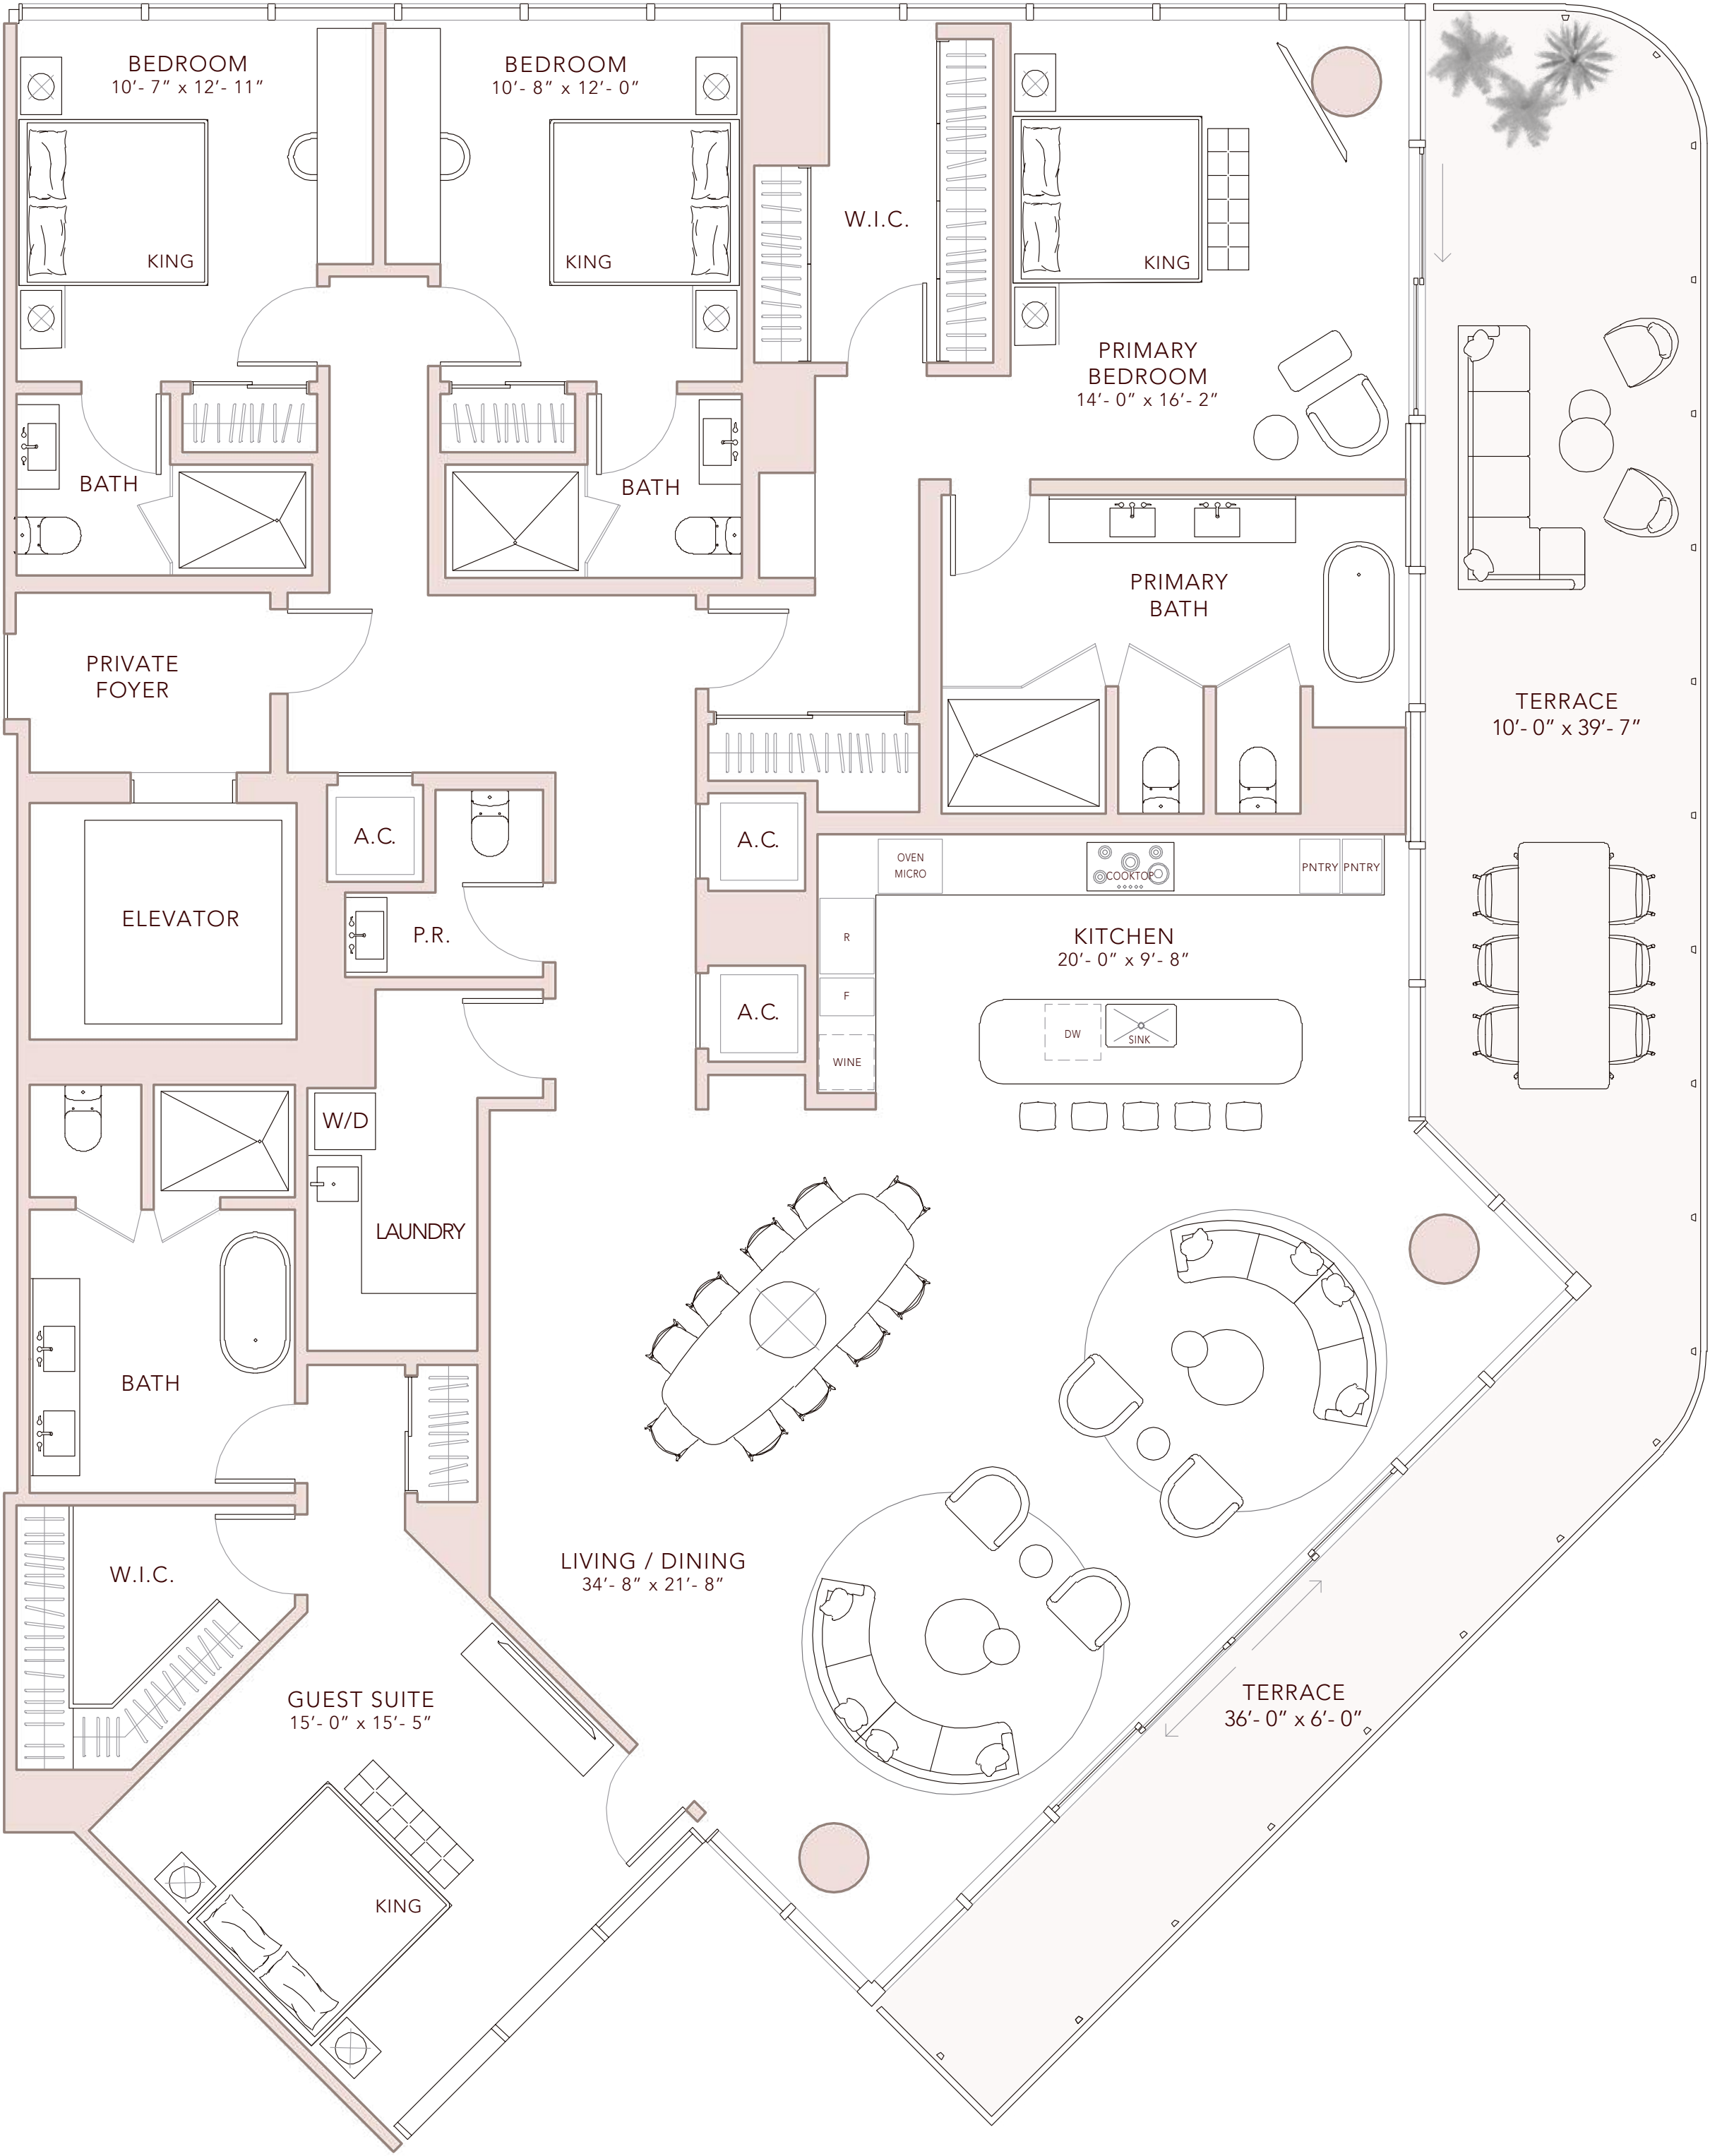 BEDROOM
10'- 7" x 12'- 11"
KING
BEDROOM
10'- 8" x 12'- 0"
KING
W.I.C.
KING
PRIMARY
BEDROOM
14'- 0" x 16'- 2"
BATH
BATH
PRIMARY
BATH
PRIVATE
FOYER
TERRACE
10'- 0" x 39'- 7"
A.C.
A.C.
OVEN
MICRO
COOKTOP
PNTRY
PNTRY
ELEVATOR
P.R.
R
KITCHEN
20'- 0" x 9'- 8"
F
A.C.
DW
SINK
WINE
W/D
LAUNDRY
BATH
W.I.C.
LIVING / DINING
34'- 8" x 21'- 8"
GUEST SUITE
15'- 0" x 15'- 5"
TERRACE
36'- 0" x 6'- 0"
KING